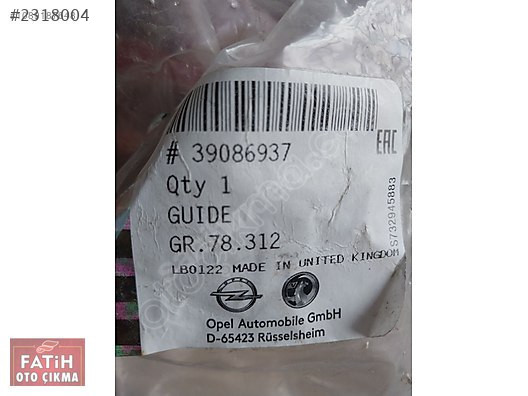 #2318004
# 39086937
Qty 1
GUIDE
GR.78.312
LB0122 MADE IN UNITED KINGDOM
Opel Automobile GmbH
D-65423 Rüsselsheim
EAC
S732945883
FATİH
OTO ÇIKMA